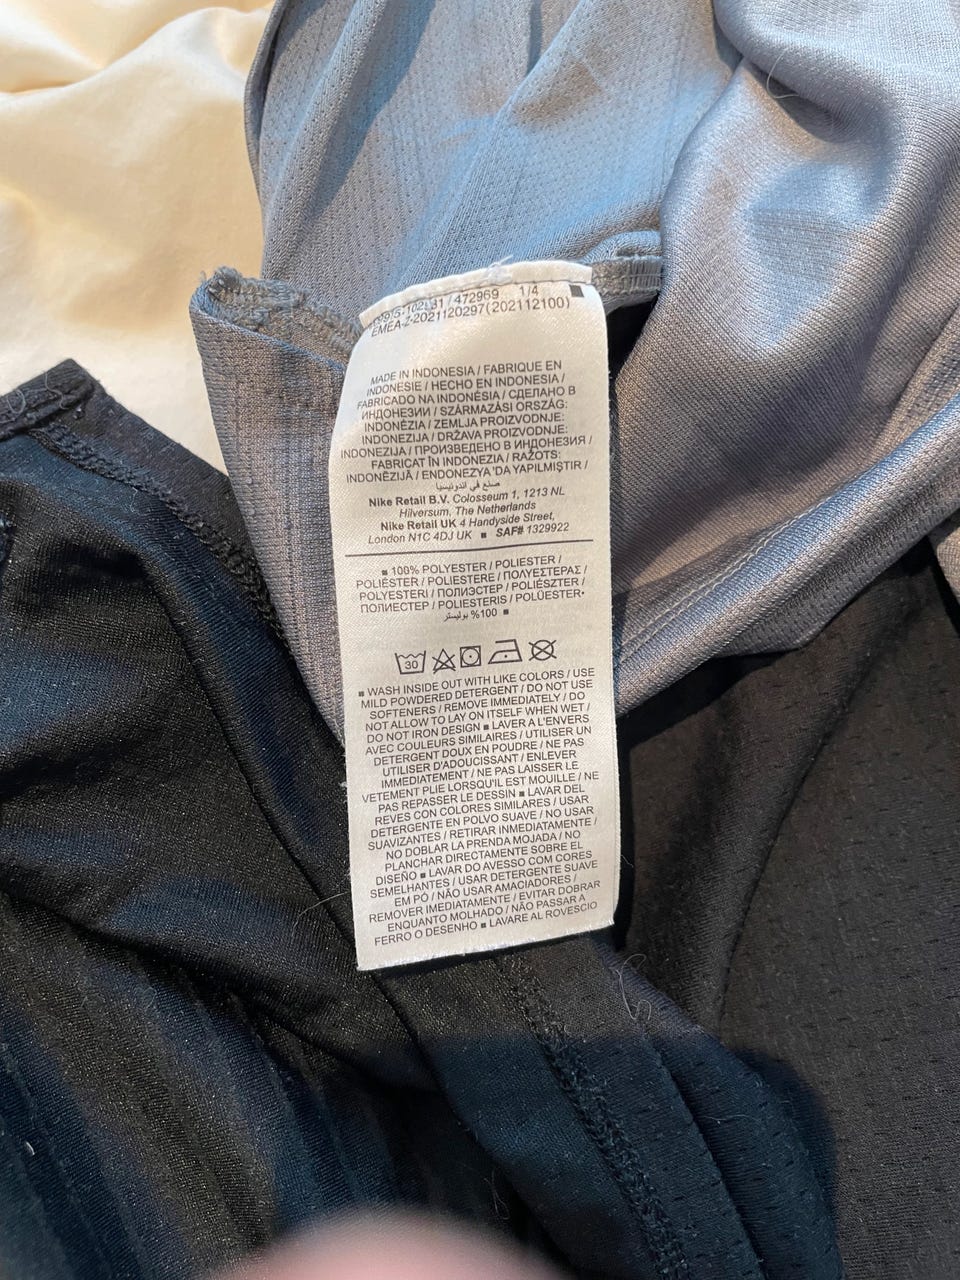 / 472969 1/4
EMEA-Z-2021120297(202112100)
MADE IN INDONESIA / FABRIQUE EN
INDONESIE / HECHO EN INDONESIA /
FABRICADO NA INDONÉSIA / СДЕЛАНО В
ИНДОНЕЗИИ / SZÁRMAZÁSI ORSZÁG:
INDONÉZIA / ZEMLJA PROIZVODNJE:
INDONEZIJA / DRŽAVA PROIZVODNJE:
INDONEZIJA / ПРОИЗВЕДЕНО В ИНДОНЕЗИЯ /
FABRICAT ÎN INDONEZIA / RAŽOTS:
INDONĒZIJĀ / ENDONEZYA 'DA YAPILMIŞTIR /
صنع في اندونيسيا
Nike Retail B.V. Colosseum 1, 1213 NL
Hilversum, The Netherlands
Nike Retail UK 4 Handyside Street,
London N1C 4DJ UK ■ SAF# 1329922
■ 100% POLYESTER / POLIESTER /
POLIÉSTER / POLIESTERE / ΠΟΛΥΕΣΤΕΡΑΣ /
POLYESTERI / ПОЛИЭСТЕР / POLIÉSZTER /
ПОЛИЕСТЕР / POLIESTERIS / POLÜESTER•
100% بوليستر ■
30
■ WASH INSIDE OUT WITH LIKE COLORS / USE
MILD POWDERED DETERGENT / DO NOT USE
SOFTENERS / REMOVE IMMEDIATELY / DO
NOT ALLOW TO LAY ON ITSELF WHEN WET /
DO NOT IRON DESIGN ■ LAVER A L'ENVERS
AVEC COULEURS SIMILAIRES / UTILISER UN
DETERGENT DOUX EN POUDRE / NE PAS
UTILISER D'ADOUCISSANT / ENLEVER
IMMEDIATEMENT / NE PAS LAISSER LE
VETEMENT PLIE LORSQU'IL EST MOUILLE / NE
PAS REPASSER LE DESSIN ■ LAVAR DEL
REVES CON COLORES SIMILARES / USAR
DETERGENTE EN POLVO SUAVE / NO USAR
SUAVIZANTES / RETIRAR INMEDIATAMENTE /
NO DOBLAR LA PRENDA MOJADA / NO
PLANCHAR DIRECTAMENTE SOBRE EL
DISEÑO ■ LAVAR DO AVESSO COM CORES
SEMELHANTES / USAR DETERGENTE SUAVE
EM PÓ / NÃO USAR AMACIADORES /
REMOVER IMEDIATAMENTE / EVITAR DOBRAR
ENQUANTO MOLHADO / NÃO PASSAR A
FERRO O DESENHO ■ LAVARE AL ROVESCIO